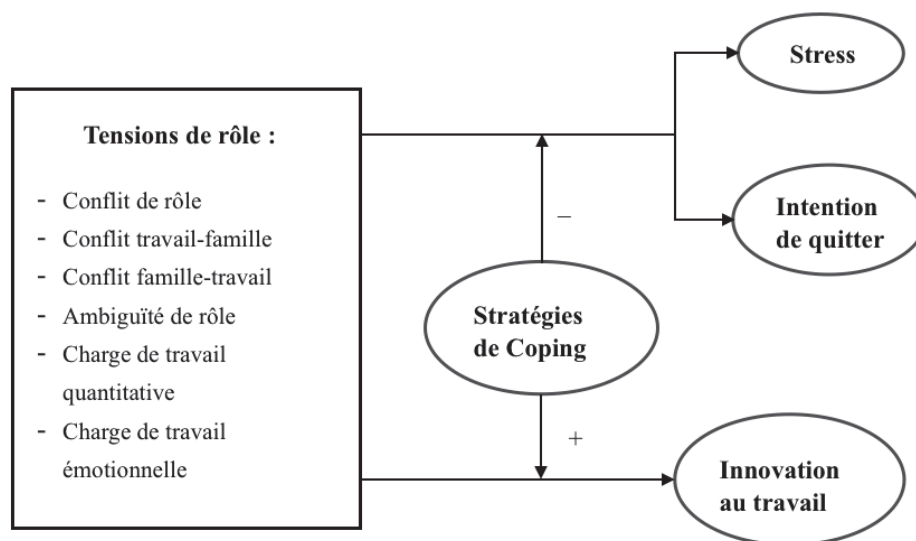 Stress
Tensions de rôle :
- Conflit de rôle
- Conflit travail-famille
- Conflit famille-travail
- Ambiguïté de rôle
- Charge de travail
quantitative
- Charge de travail
émotionnelle
Intention
de quitter
–
Stratégies
de Coping
+
Innovation
au travail